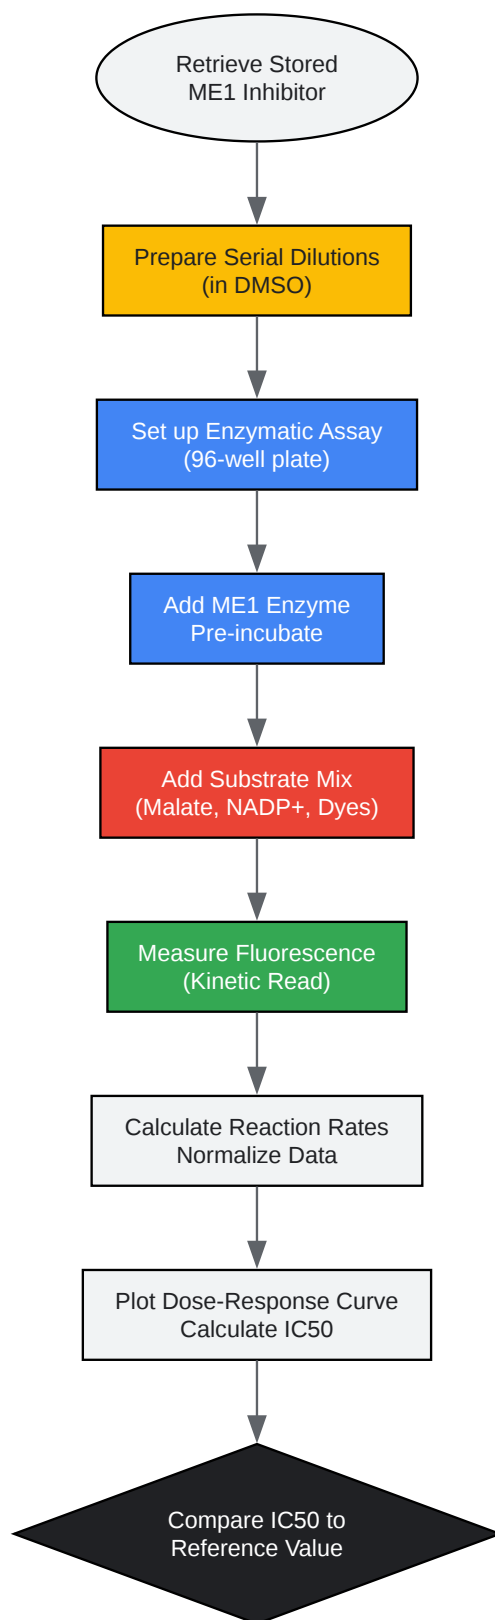 Retrieve Stored
ME1 Inhibitor
Prepare Serial Dilutions
(in DMSO)
Set up Enzymatic Assay
(96-well plate)
Add ME1 Enzyme
Pre-incubate
Add Substrate Mix
(Malate, NADP+, Dyes)
Measure Fluorescence
(Kinetic Read)
Calculate Reaction Rates
Normalize Data
Plot Dose-Response Curve
Calculate IC50
Compare IC50 to
Reference Value